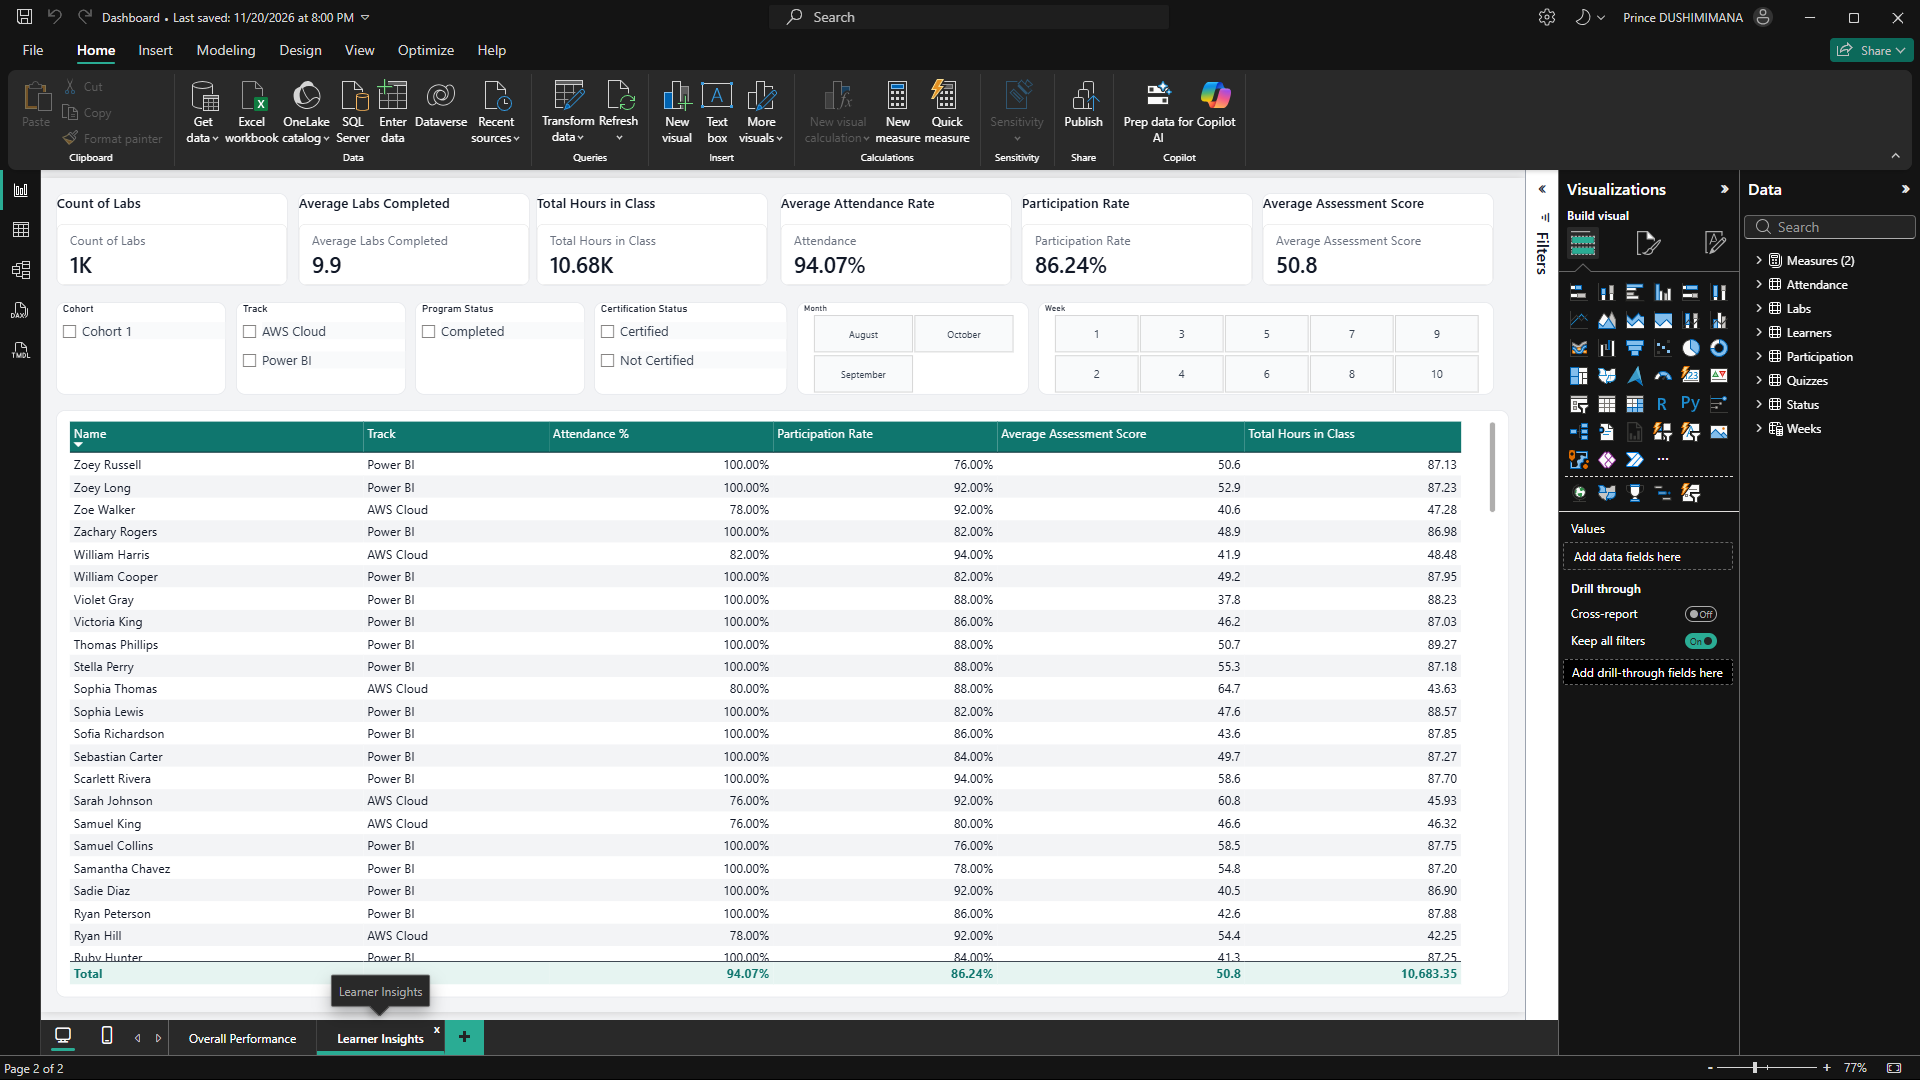 Dashboard • Last saved: 11/20/2026 at 8:00 PM
Search
Prince DUSHIMIMANA
File Home Insert Modeling Design View Optimize Help
Share
Paste
Cut
Copy
Format painter
Clipboard
Get data
Excel workbook
OneLake catalog
SQL Server
Enter data
Dataverse
Recent sources
Data
Transform data
Refresh
Queries
New visual
Text box
More visuals
Insert
New visual calculation
New measure
Quick measure
Calculations
Sensitivity
Sensitivity
Publish
Share
Prep data for AI
Copilot
Copilot
Count of Labs
Count of Labs
1K
Average Labs Completed
Average Labs Completed
9.9
Total Hours in Class
Total Hours in Class
10.68K
Average Attendance Rate
Attendance
94.07%
Participation Rate
Participation Rate
86.24%
Average Assessment Score
Average Assessment Score
50.8
Cohort
Cohort 1
Track
AWS Cloud
Power BI
Program Status
Completed
Certification Status
Certified
Not Certified
Month
August October
September
Week
1 3 5 7 9
2 4 6 8 10
Name Track Attendance % Participation Rate Average Assessment Score Total Hours in Class
Zoey Russell Power BI 100.00% 76.00% 50.6 87.13
Zoey Long Power BI 100.00% 92.00% 52.9 87.23
Zoe Walker AWS Cloud 78.00% 92.00% 40.6 47.28
Zachary Rogers Power BI 100.00% 82.00% 48.9 86.98
William Harris AWS Cloud 82.00% 94.00% 41.9 48.48
William Cooper Power BI 100.00% 82.00% 49.2 87.95
Violet Gray Power BI 100.00% 88.00% 37.8 88.23
Victoria King Power BI 100.00% 86.00% 46.2 87.03
Thomas Phillips Power BI 100.00% 88.00% 50.7 89.27
Stella Perry Power BI 100.00% 88.00% 55.3 87.18
Sophia Thomas AWS Cloud 80.00% 88.00% 64.7 43.63
Sophia Lewis Power BI 100.00% 82.00% 47.6 88.57
Sofia Richardson Power BI 100.00% 86.00% 43.6 87.85
Sebastian Carter Power BI 100.00% 84.00% 49.7 87.27
Scarlett Rivera Power BI 100.00% 94.00% 58.6 87.70
Sarah Johnson AWS Cloud 76.00% 92.00% 60.8 45.93
Samuel King AWS Cloud 76.00% 80.00% 46.6 46.32
Samuel Collins Power BI 100.00% 76.00% 58.5 87.75
Samantha Chavez Power BI 100.00% 78.00% 54.8 87.20
Sadie Diaz Power BI 100.00% 92.00% 40.5 86.90
Ryan Peterson Power BI 100.00% 86.00% 42.6 87.88
Ryan Hill AWS Cloud 78.00% 92.00% 54.4 42.25
Ruby Hunter Power BI 100.00% 84.00% 41.3 87.25
Total 94.07% 86.24% 50.8 10,683.35
Learner Insights
Filters
Visualizations
Build visual
R Py
123
...
Values
Add data fields here
Drill through
Cross-report Off
Keep all filters On
Add drill-through fields here
Data
Search
Measures (2)
Attendance
Labs
Learners
Participation
Quizzes
Status
Weeks
DAX
TMDL
Overall Performance
Learner Insights x
+
Page 2 of 2
- + 77%